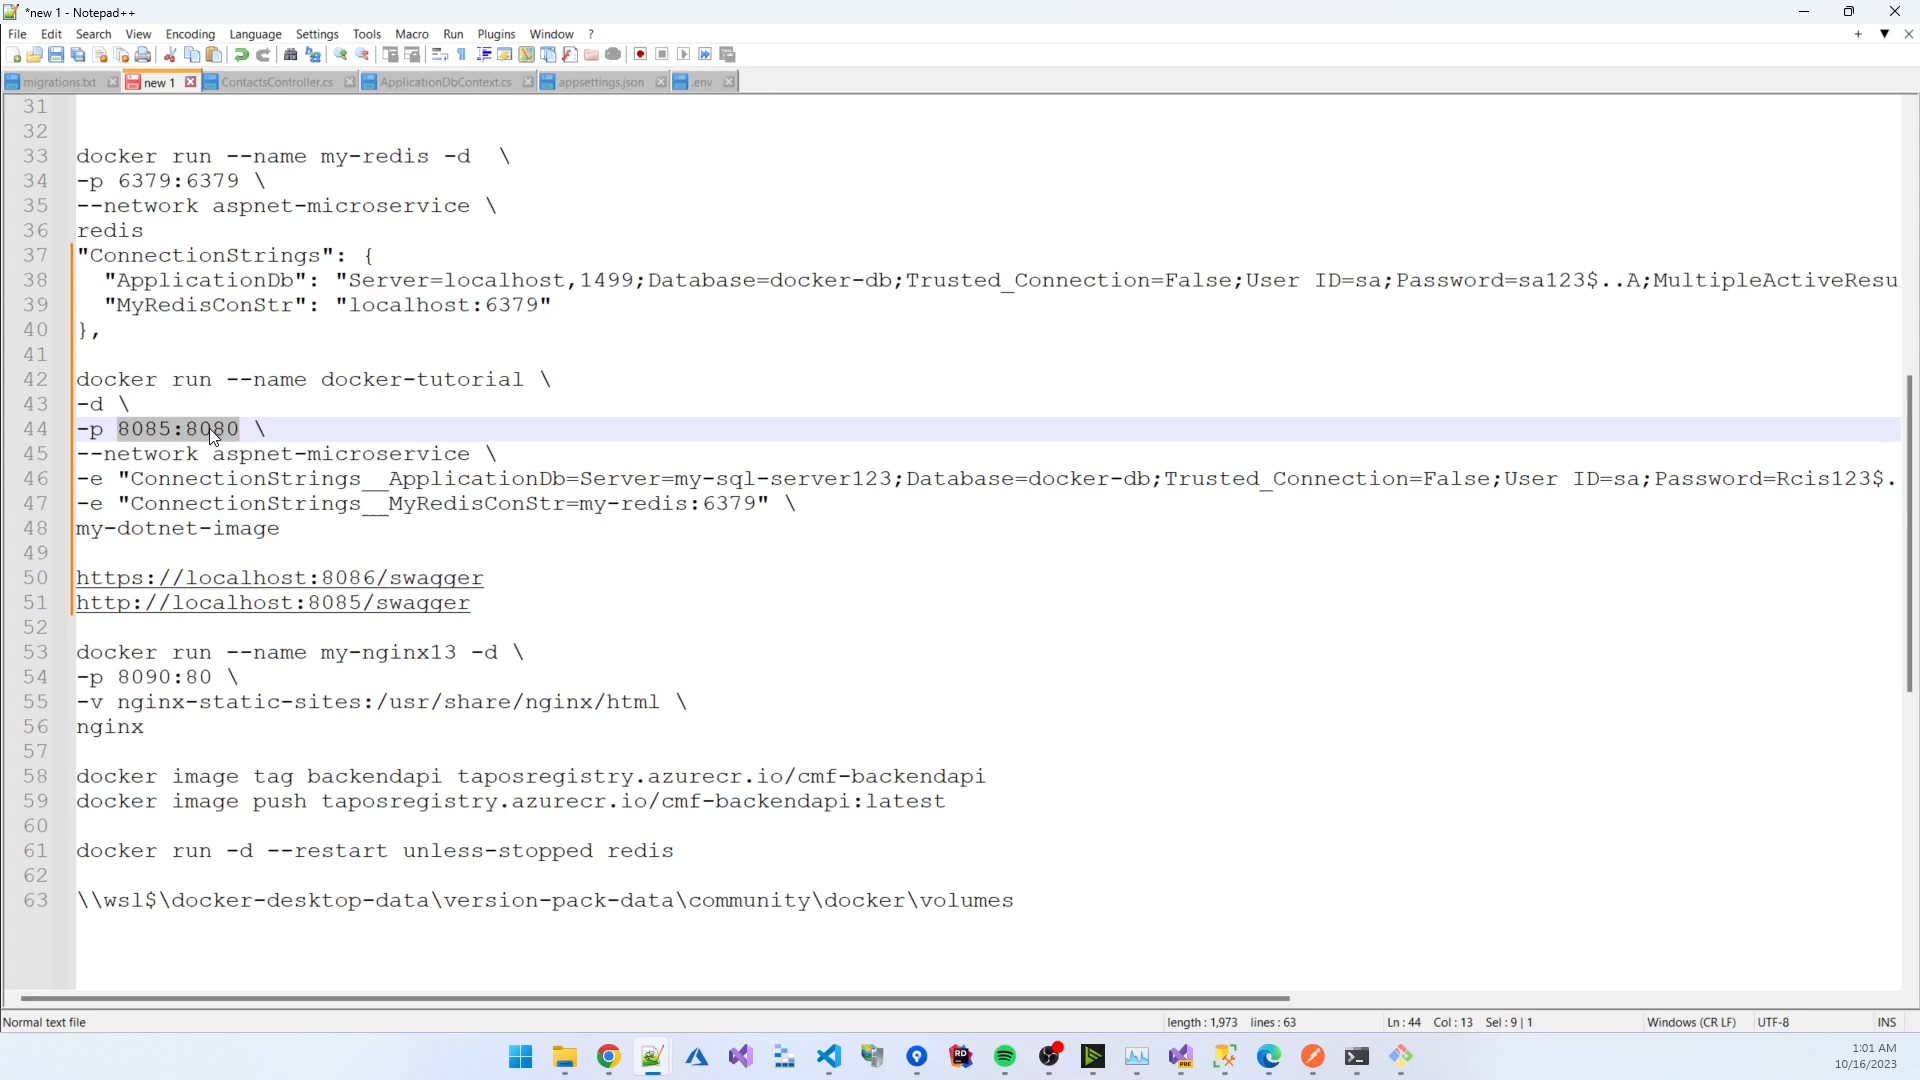 *new 1 - Notepad++
File Edit Search View Encoding Language Settings Tools Macro Run Plugins Window ?
migrations.txt new 1 ContactsController.cs ApplicationDbContext.cs appsettings.json .env
31
32
33 docker run --name my-redis -d  \
34 -p 6379:6379 \
35 --network aspnet-microservice \
36 redis
37 "ConnectionStrings": {
38   "ApplicationDb": "Server=localhost,1499;Database=docker-db;Trusted_Connection=False;User ID=sa;Password=sa123$..A;MultipleActiveResu
39   "MyRedisConStr": "localhost:6379"
40 },
41
42 docker run --name docker-tutorial \
43 -d \
44 -p 8085:8080 \
45 --network aspnet-microservice \
46 -e "ConnectionStrings__ApplicationDb=Server=my-sql-server123;Database=docker-db;Trusted_Connection=False;User ID=sa;Password=Rcis123$.
47 -e "ConnectionStrings__MyRedisConStr=my-redis:6379" \
48 my-dotnet-image
49
50 https://localhost:8086/swagger
51 http://localhost:8085/swagger
52
53 docker run --name my-nginx13 -d \
54 -p 8090:80 \
55 -v nginx-static-sites:/usr/share/nginx/html \
56 nginx
57
58 docker image tag backendapi taposregistry.azurecr.io/cmf-backendapi
59 docker image push taposregistry.azurecr.io/cmf-backendapi:latest
60
61 docker run -d --restart unless-stopped redis
62
63 \\wsl$\docker-desktop-data\version-pack-data\community\docker\volumes
Normal text file length : 1,973 lines : 63 Ln : 44 Col : 13 Sel : 9 | 1 Windows (CR LF) UTF-8 INS
RD PRE
1:01 AM
10/16/2023